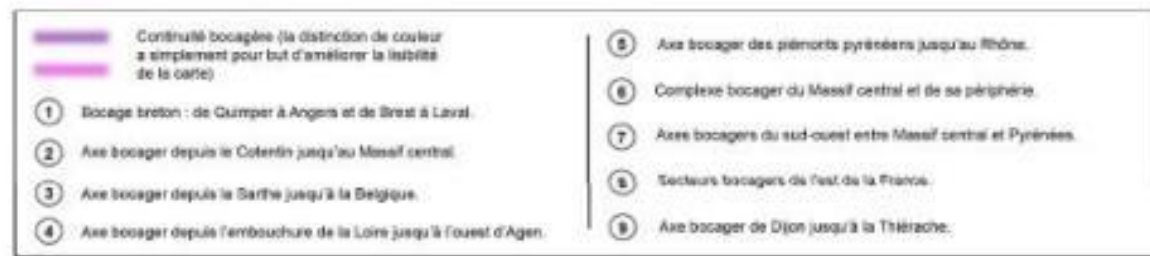 Continuité bocagère (la distinction de couleur
a simplement pour but d'améliorer la lisibilité
de la carte)
1 Bocage breton : de Quimper à Angers et de Brest à Laval.
2 Axe bocager depuis le Cotentin jusqu'au Massif central.
3 Axe bocager depuis la Sarthe jusqu'à la Belgique.
4 Axe bocager depuis l'embouchure de la Loire jusqu'à l'ouest d'Agen.
5 Axe bocager des piémonts pyrénéens jusqu'au Rhône.
6 Complexe bocager du Massif central et de sa périphérie.
7 Axes bocagers du sud-ouest entre Massif central et Pyrénées.
8 Secteurs bocagers de l'est de la France.
9 Axe bocager de Dijon jusqu'à la Thiérache.